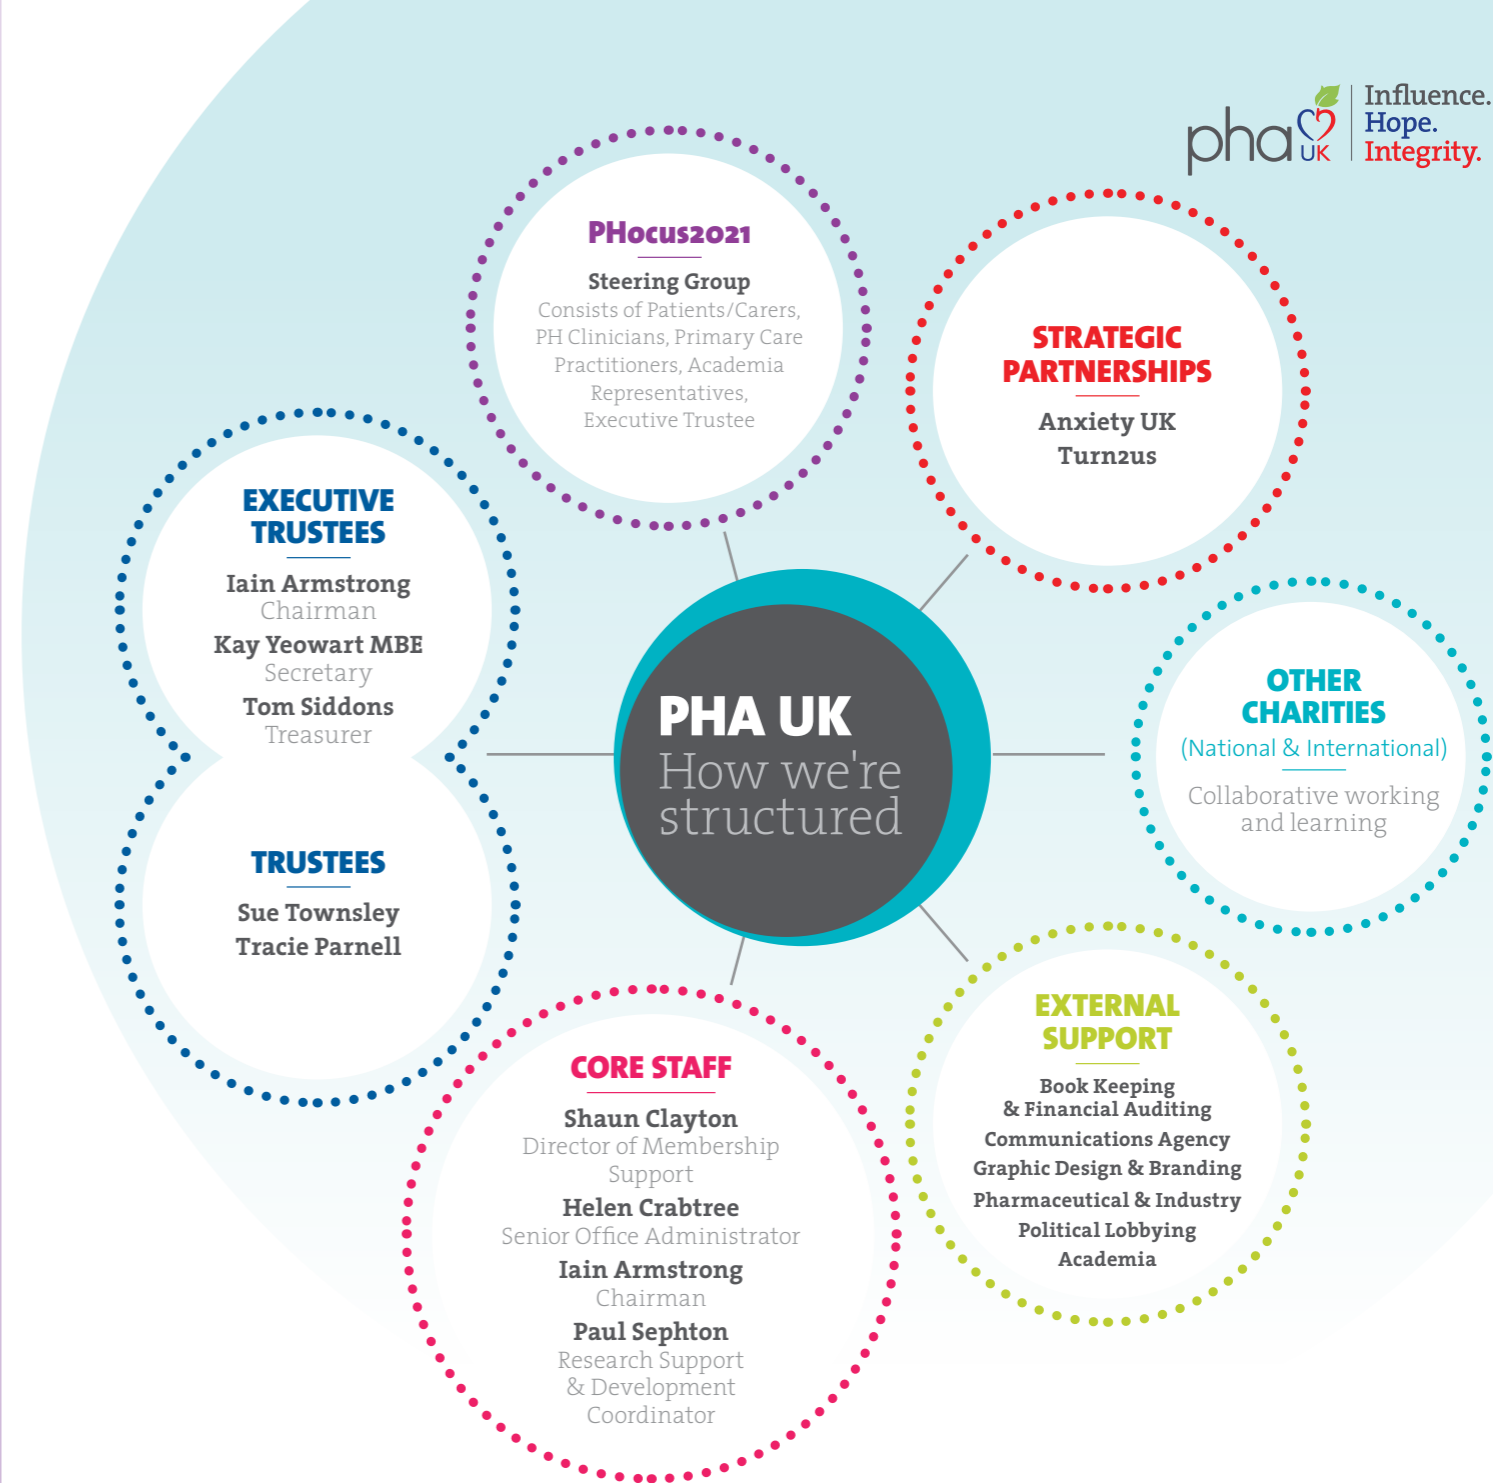 pha UK
Influence.
Hope.
Integrity.
PHocus2021
Steering Group
Consists of Patients/Carers,
PH Clinicians, Primary Care
Practitioners, Academia
Representatives,
Executive Trustee
STRATEGIC
PARTNERSHIPS
Anxiety UK
Turn2us
EXECUTIVE
TRUSTEES
Iain Armstrong
Chairman
Kay Yeowart MBE
Secretary
Tom Siddons
Treasurer
TRUSTEES
Sue Townsley
Tracie Parnell
PHA UK
How we're
structured
OTHER
CHARITIES
(National & International)
Collaborative working
and learning
EXTERNAL
SUPPORT
Book Keeping
& Financial Auditing
Communications Agency
Graphic Design & Branding
Pharmaceutical & Industry
Political Lobbying
Academia
CORE STAFF
Shaun Clayton
Director of Membership
Support
Helen Crabtree
Senior Office Administrator
Iain Armstrong
Chairman
Paul Sephton
Research Support
& Development
Coordinator